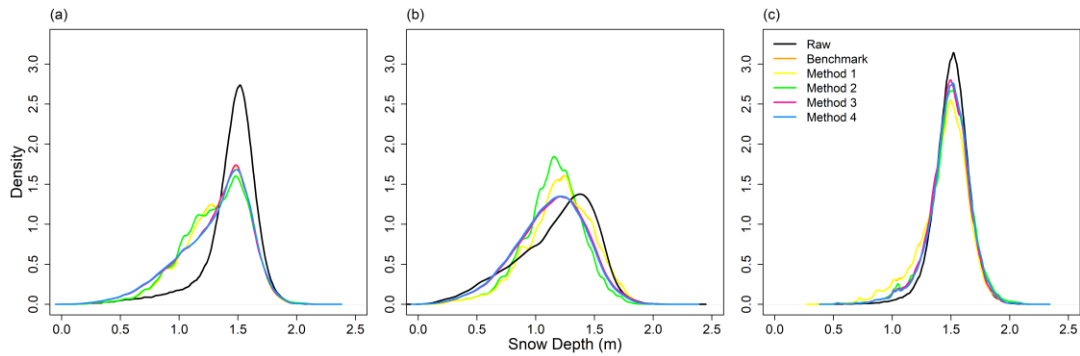 (a)
(b)
(c)
Density
0.0 0.5 1.0 1.5 2.0 2.5 3.0
0.0 0.5 1.0 1.5 2.0 2.5
0.0 0.5 1.0 1.5 2.0 2.5 3.0
0.0 0.5 1.0 1.5 2.0 2.5
0.0 0.5 1.0 1.5 2.0 2.5 3.0
0.0 0.5 1.0 1.5 2.0 2.5
Raw
Benchmark
Method 1
Method 2
Method 3
Method 4
Snow Depth (m)